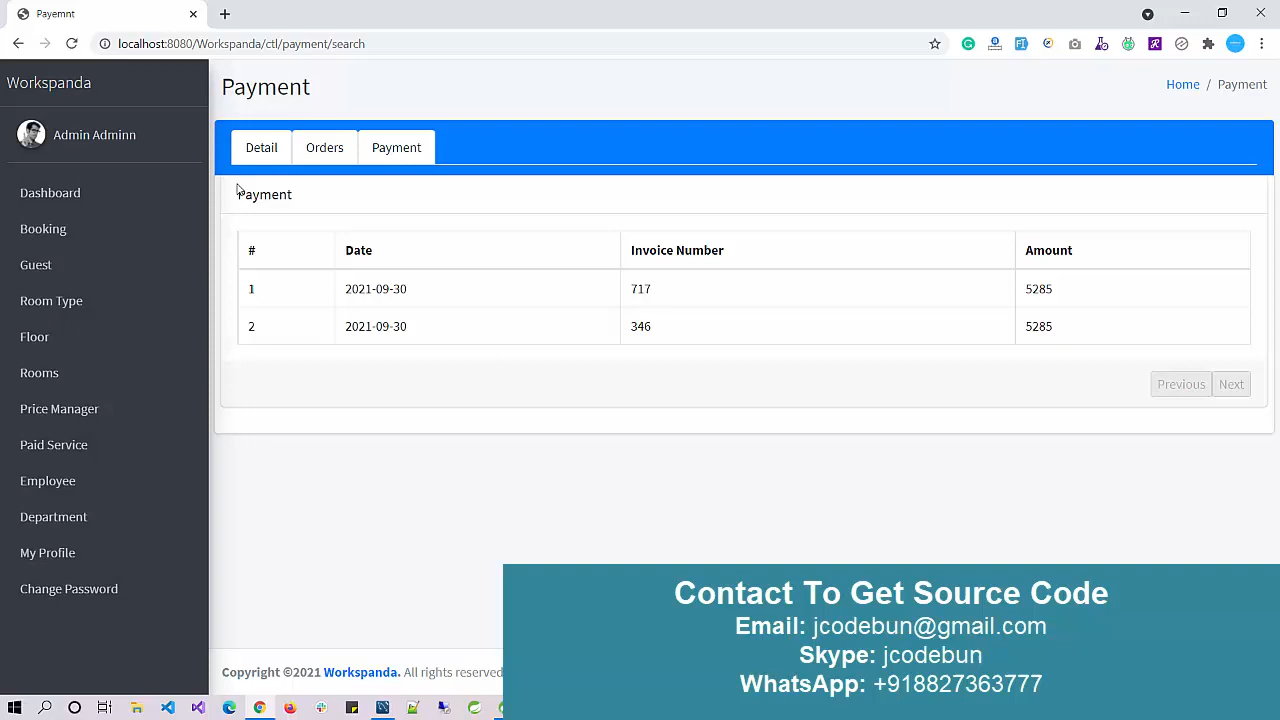 Payemnt
localhost:8080/Workspanda/ctl/payment/search
Workspanda
Admin Adminn
Dashboard
Booking
Guest
Room Type
Floor
Rooms
Price Manager
Paid Service
Employee
Department
My Profile
Change Password
Payment
Home / Payment
Detail Orders Payment
Payment
# Date Invoice Number Amount
1 2021-09-30 717 5285
2 2021-09-30 346 5285
Previous Next
Copyright ©2021 Workspanda. All rights reserved
Contact To Get Source Code
Email: jcodebun@gmail.com
Skype: jcodebun
WhatsApp: +918827363777